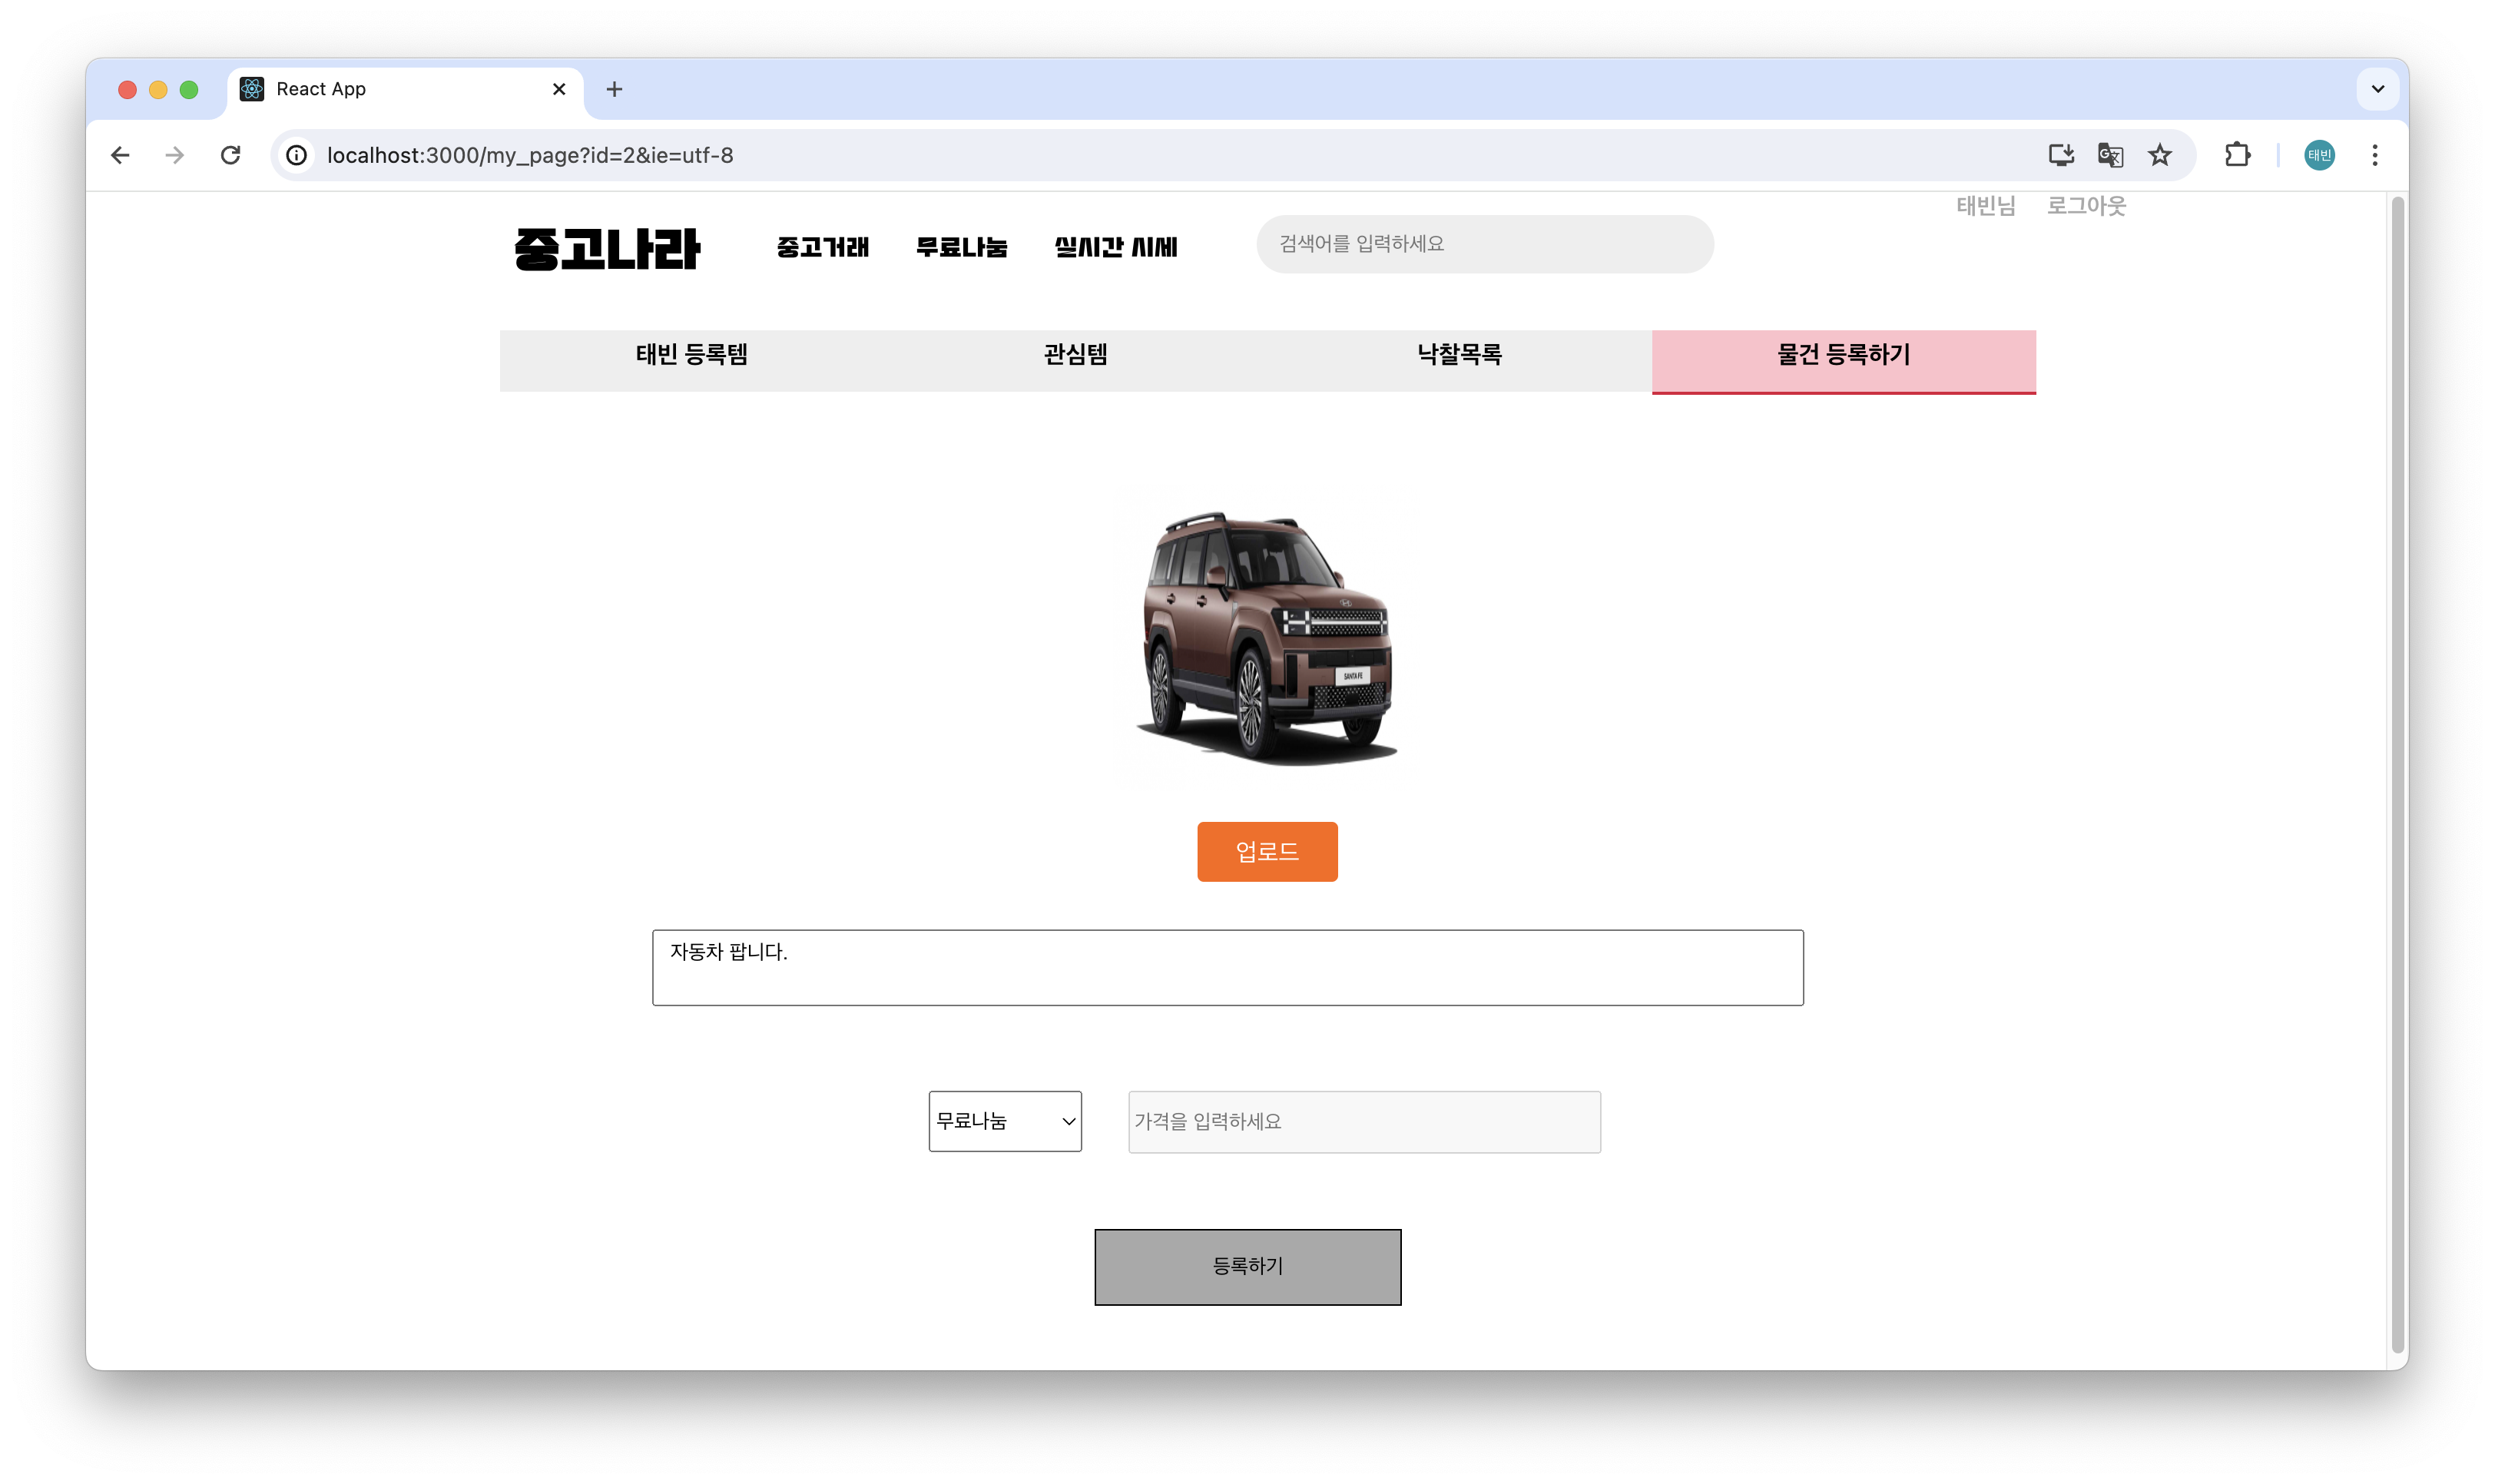 React App
localhost:3000/my_page?id=2&ie=utf-8
태빈
태빈님 로그아웃
중고나라 중고거래 무료나눔 실시간 시세 검색어를 입력하세요
태빈 등록템 관심템 낙찰목록 물건 등록하기
SANTA FE
업로드
자동차 팝니다.
무료나눔 가격을 입력하세요
등록하기